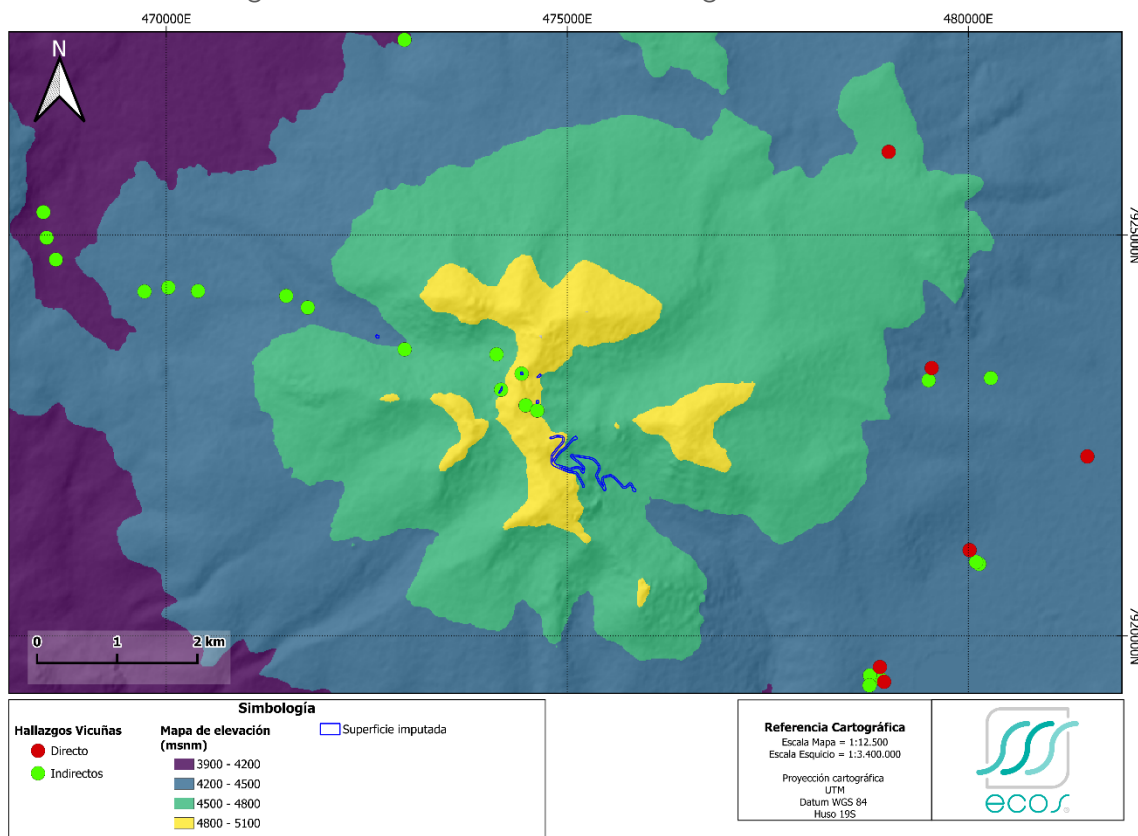 470000E
475000E
480000E
N
7925000N
7920000N
0 1 2 km
Simbología
Hallazgos Vicuñas
Directo
Indirectos
Mapa de elevación
(msnm)
3900 - 4200
4200 - 4500
4500 - 4800
4800 - 5100
Superficie imputada
Referencia Cartográfica
Escala Mapa = 1:12.500
Escala Esquicio = 1:3.400.000
Proyección cartográfica
UTM
Datum WGS 84
Huso 19S
ecos